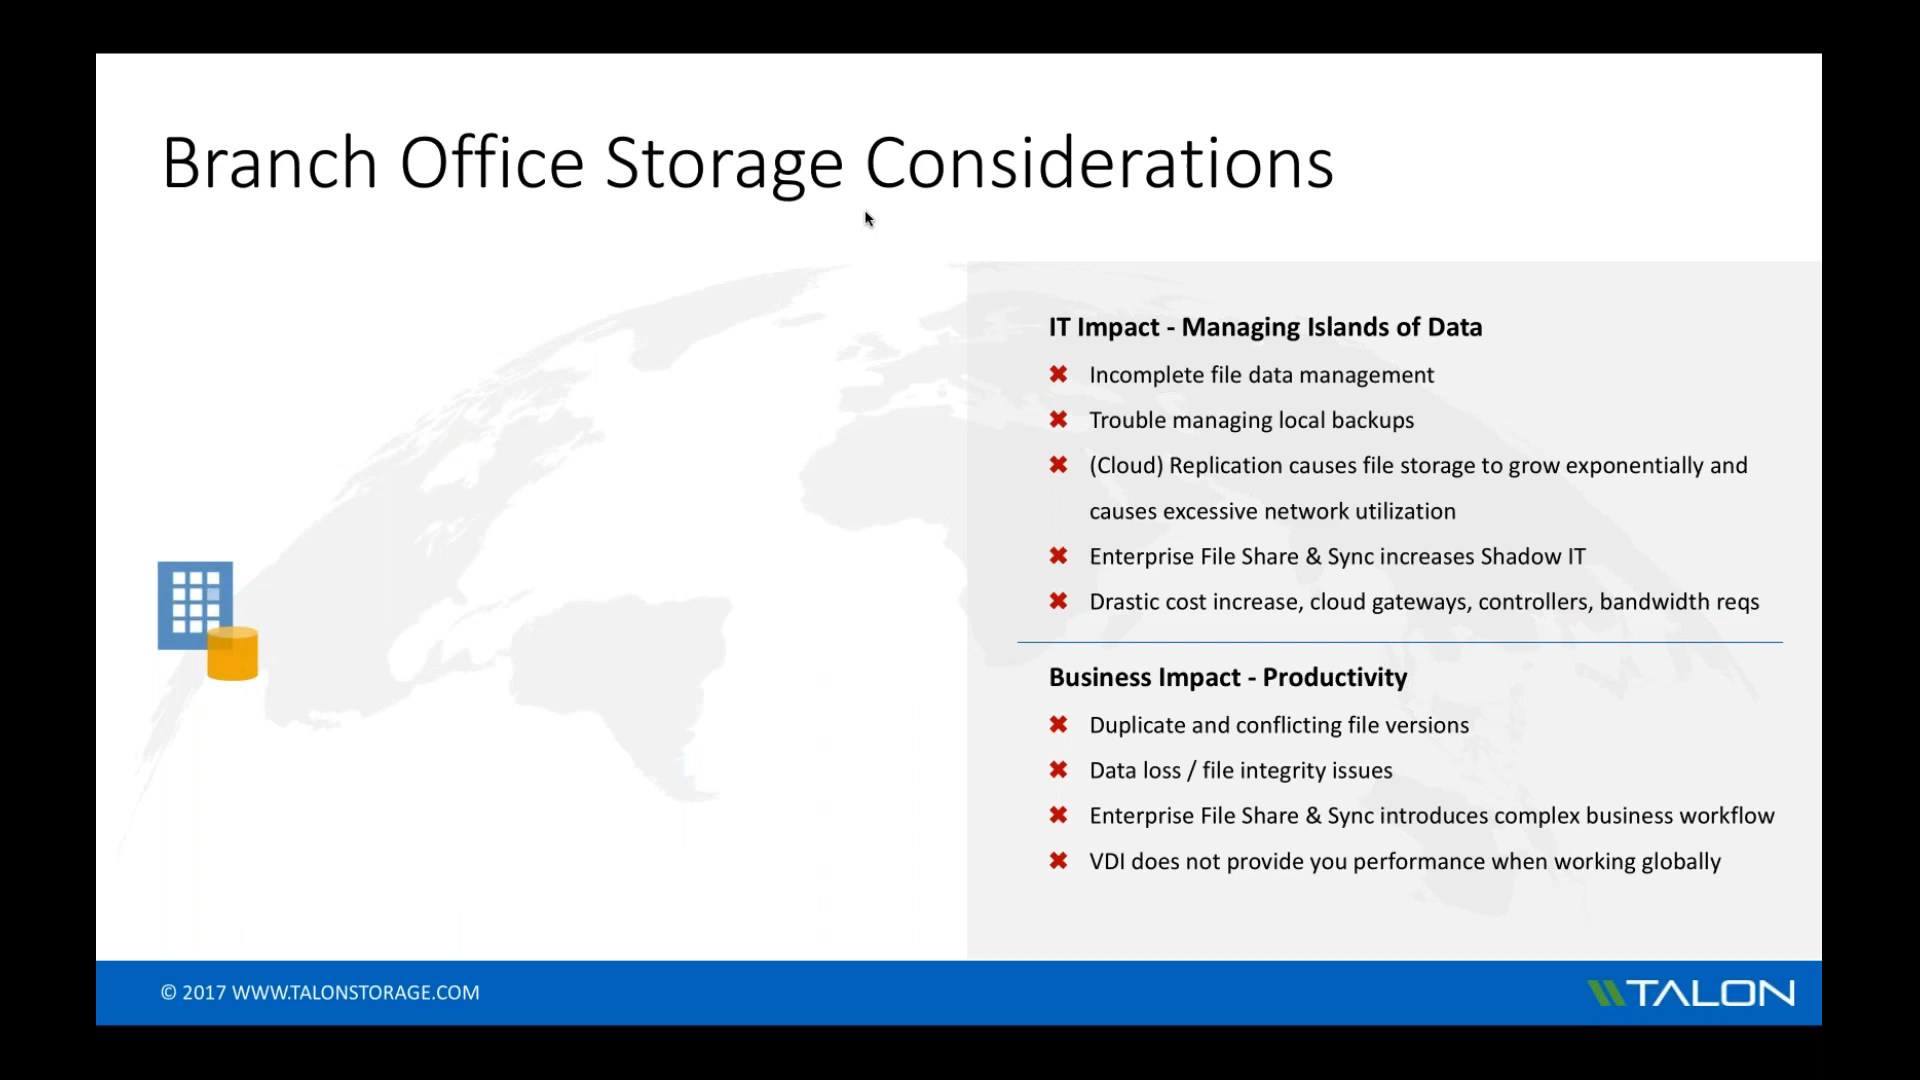 Branch Office Storage Considerations
IT Impact - Managing Islands of Data
✖ Incomplete file data management
✖ Trouble managing local backups
✖ (Cloud) Replication causes file storage to grow exponentially and
causes excessive network utilization
✖ Enterprise File Share & Sync increases Shadow IT
✖ Drastic cost increase, cloud gateways, controllers, bandwidth reqs
Business Impact - Productivity
✖ Duplicate and conflicting file versions
✖ Data loss / file integrity issues
✖ Enterprise File Share & Sync introduces complex business workflow
✖ VDI does not provide you performance when working globally
© 2017 WWW.TALONSTORAGE.COM
TALON